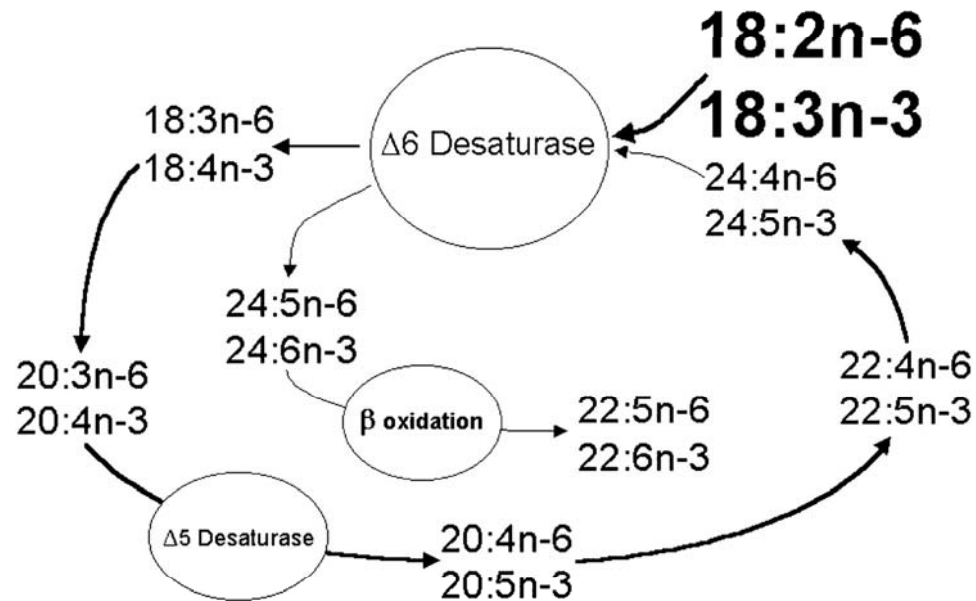 18:2n-6
18:3n-3
Δ6 Desaturase
18:3n-6
18:4n-3
24:4n-6
24:5n-3
24:5n-6
24:6n-3
20:3n-6
20:4n-3
22:4n-6
22:5n-3
β oxidation
22:5n-6
22:6n-3
Δ5 Desaturase
20:4n-6
20:5n-3